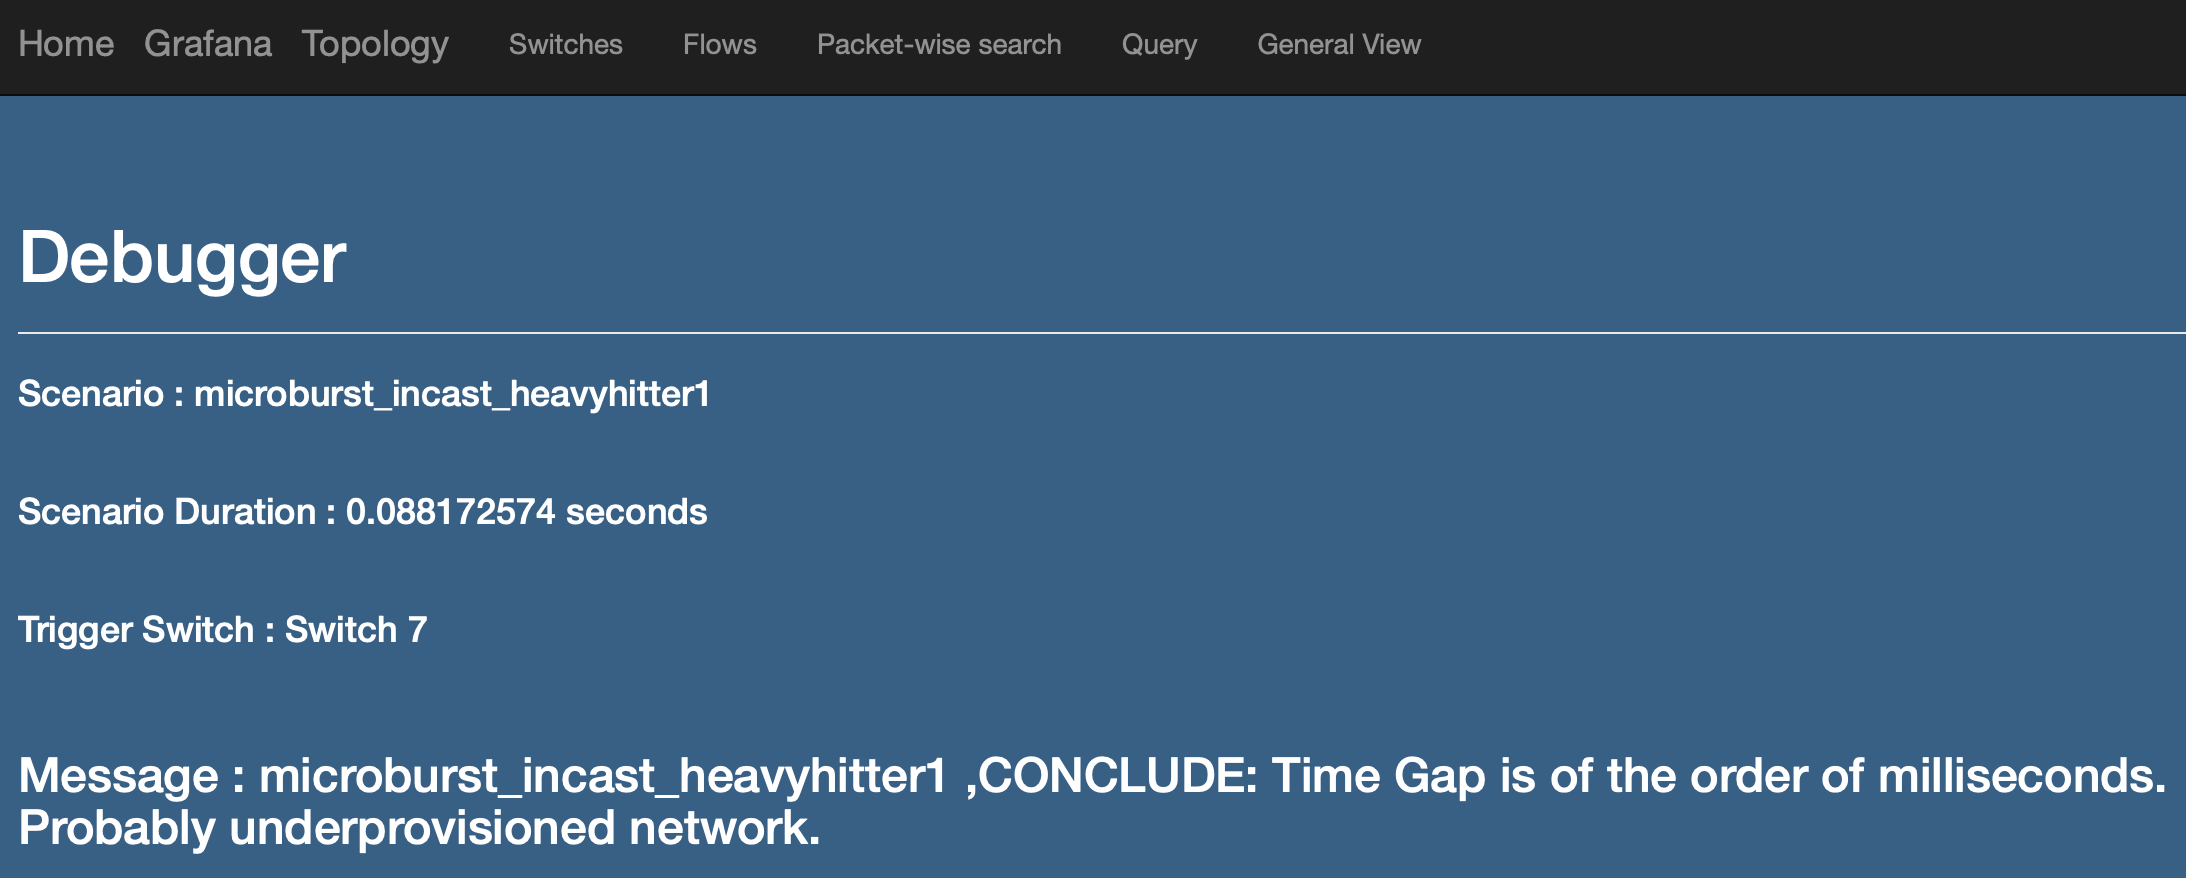 Home Grafana Topology Switches Flows Packet-wise search Query General View
Debugger
Scenario : microburst_incast_heavyhitter1
Scenario Duration : 0.088172574 seconds
Trigger Switch : Switch 7
Message : microburst_incast_heavyhitter1 ,CONCLUDE: Time Gap is of the order of milliseconds.
Probably underprovisioned network.